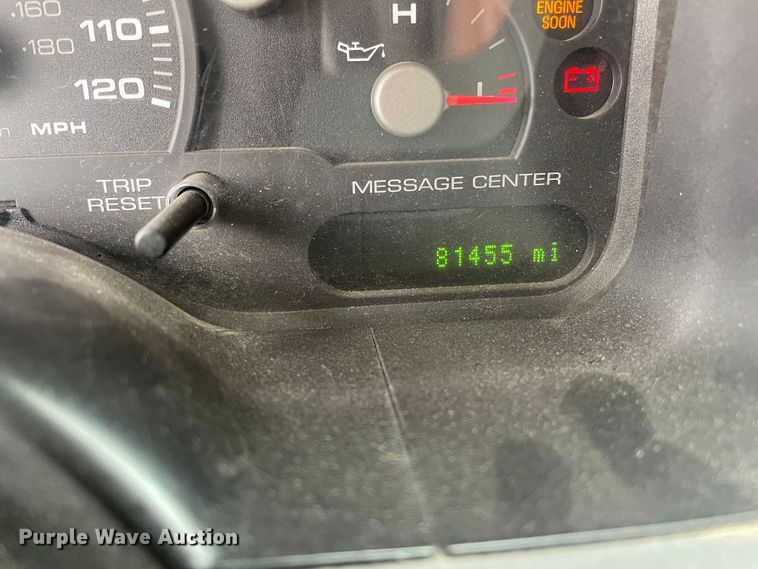 160
110
180
120
MPH
H
ENGINE
SOON
L
TRIP
RESET
MESSAGE CENTER
81455 mi
Purple Wave Auction